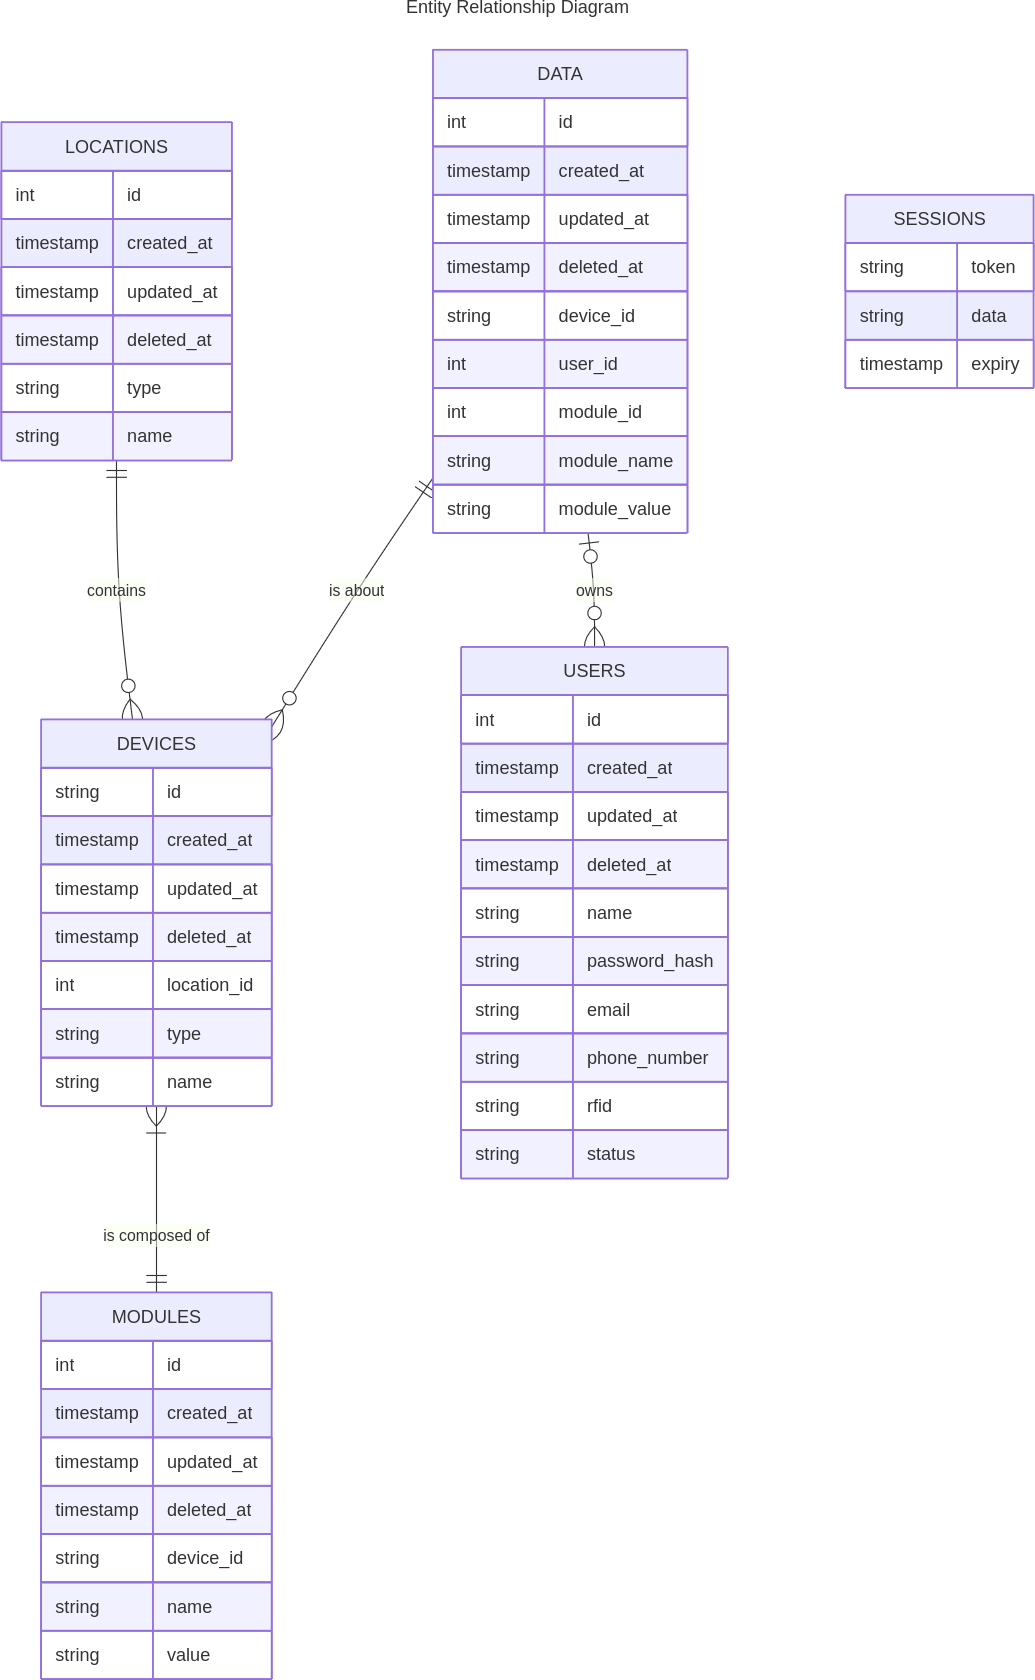 Entity Relationship Diagram
LOCATIONS
int id
timestamp created_at
timestamp updated_at
timestamp deleted_at
string type
string name
DATA
int id
timestamp created_at
timestamp updated_at
timestamp deleted_at
string device_id
int user_id
int module_id
string module_name
string module_value
SESSIONS
string token
string data
timestamp expiry
contains
is about
owns
DEVICES
string id
timestamp created_at
timestamp updated_at
timestamp deleted_at
int location_id
string type
string name
USERS
int id
timestamp created_at
timestamp updated_at
timestamp deleted_at
string name
string password_hash
string email
string phone_number
string rfid
string status
is composed of
MODULES
int id
timestamp created_at
timestamp updated_at
timestamp deleted_at
string device_id
string name
string value